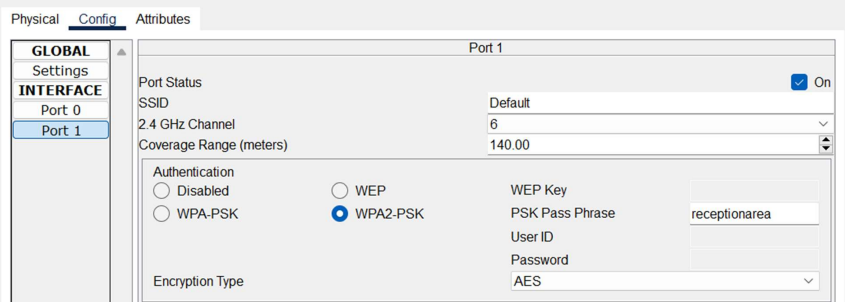 Physical Config Attributes
GLOBAL
Settings
INTERFACE
Port 0
Port 1
Port 1
Port Status On
SSID Default
2.4 GHz Channel 6
Coverage Range (meters) 140.00
Authentication
Disabled WEP WEP Key
WPA-PSK WPA2-PSK PSK Pass Phrase receptionarea
User ID
Password
Encryption Type AES